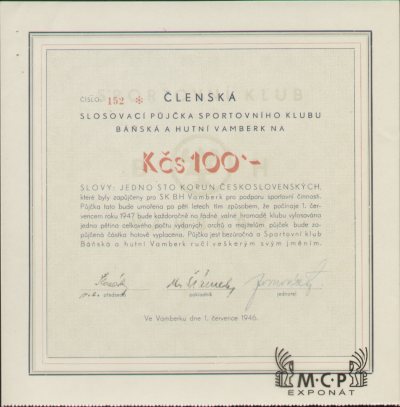 SPORTOVNÍ KLUB
ČÍSLO: 152 *
ČLENSKÁ
SLOSOVACÍ PŮJČKA SPORTOVNÍHO KLUBU
BÁŇSKÁ A HUTNÍ VAMBERK NA
Kčs 100·-
SLOVY: JEDNO STO KORUN ČESKOSLOVENSKÝCH,
které byly zapůjčeny pro SK BH Vamberk pro podporu sportovní činnosti.
Půjčka tato bude umořena po pěti letech tím způsobem, že počínaje 1. čer-
vencem roku 1947 bude každoročně na řádné valné hromadě klubu vylosována
jedna pětina celkového počtu vydaných archů a majitelům půjček bude za-
půjčená částka hotově vyplacena. Půjčka jest bezúročná a Sportovní klub
Báňská a hutní Vamberk ručí veškerým svým jměním.
předseda
pokladník
jednatel
Ve Vamberku dne 1. července 1946.
M·C·P
EXPONÁT